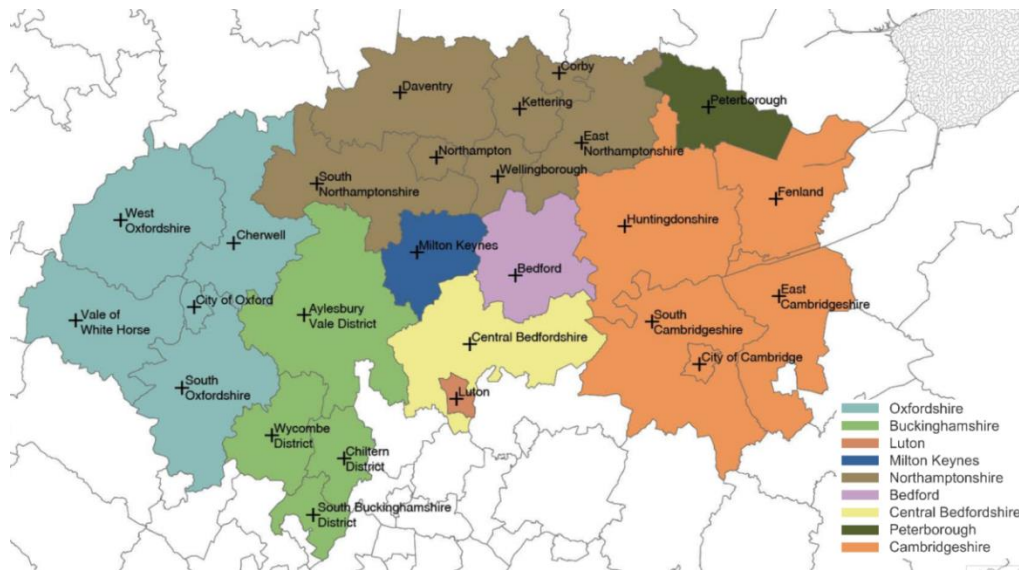 Corby
Daventry
Kettering
Peterborough
East
Northamptonshire
Northampton
Wellingborough
South
Northamptonshire
Fenland
West
Oxfordshire
Cherwell
Huntingdonshire
Milton Keynes
Bedford
City of Oxford
Aylesbury
Vale District
East
Cambridgeshire
Vale of
White Horse
South
Cambridgeshire
Central Bedfordshire
City of Cambridge
South
Oxfordshire
Luton
Wycombe
District
Chiltern
District
South Buckinghamshire
District
Oxfordshire
Buckinghamshire
Luton
Milton Keynes
Northamptonshire
Bedford
Central Bedfordshire
Peterborough
Cambridgeshire